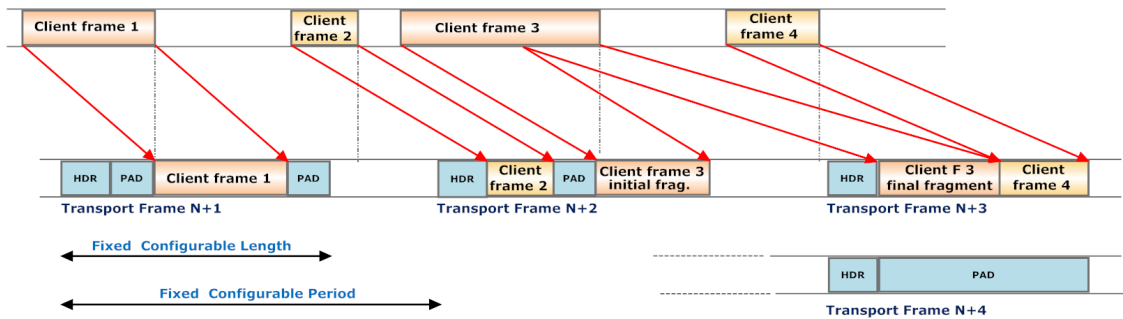 Client frame 1
Client
frame 2
Client frame 3
Client
frame 4
HDR
PAD
Client frame 1
PAD
HDR
Client
frame 2
PAD
Client frame 3
initial frag.
HDR
Client F 3
final fragment
Client
frame 4
Transport Frame N+1
Transport Frame N+2
Transport Frame N+3
Fixed Configurable Length
HDR
PAD
Fixed Configurable Period
Transport Frame N+4